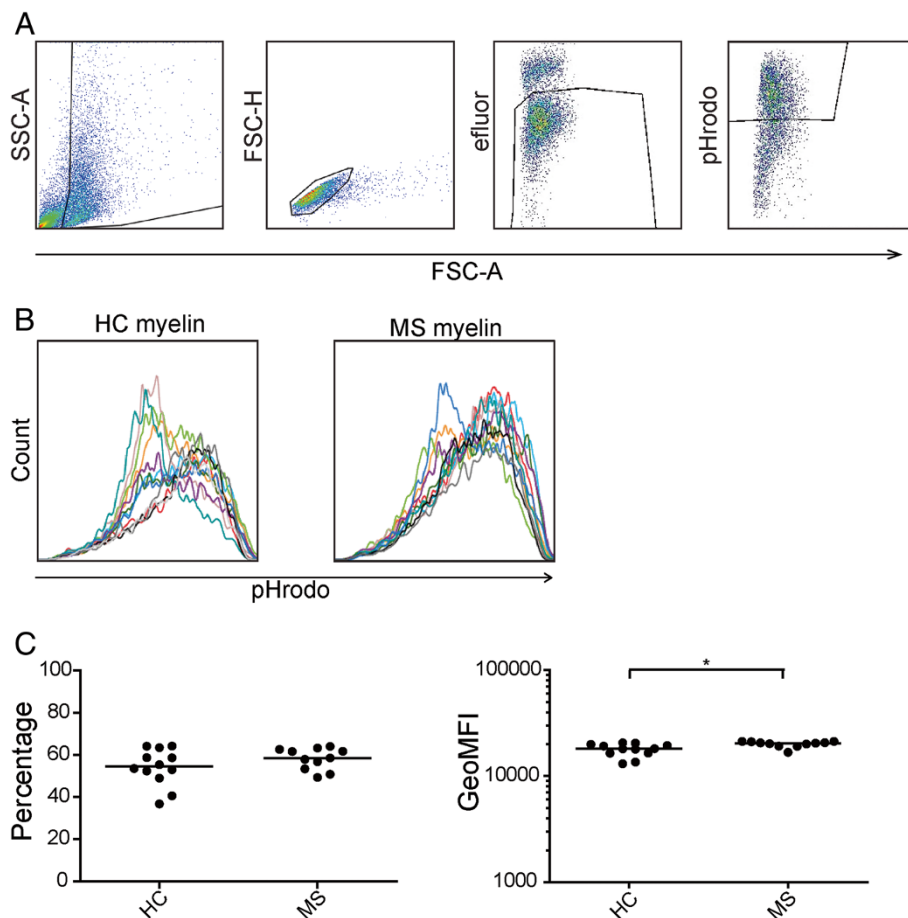 A
SSC-A
FSC-H
efluor
pHrodo
FSC-A
B
HC myelin
MS myelin
Count
pHrodo
C
Percentage
100
80
60
40
20
0
HC
MS
GeoMFI
100000
10000
1000
*
HC
MS